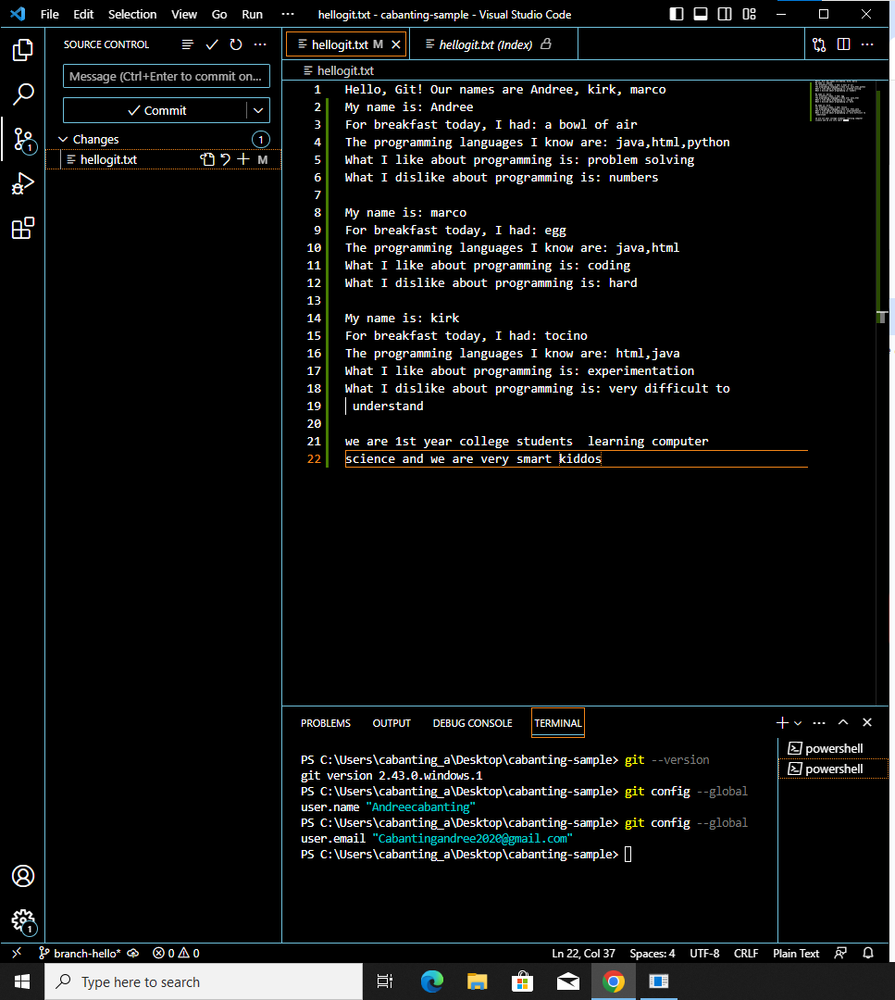 File Edit Selection View Go Run ··· hellogit.txt - cabanting-sample - Visual Studio Code
SOURCE CONTROL
Message (Ctrl+Enter to commit on...
Commit
Changes 1
hellogit.txt M
1
1
hellogit.txt M
hellogit.txt (Index)
hellogit.txt
1 Hello, Git! Our names are Andree, kirk, marco
2 My name is: Andree
3 For breakfast today, I had: a bowl of air
4 The programming languages I know are: java,html,python
5 What I like about programming is: problem solving
6 What I dislike about programming is: numbers
7
8 My name is: marco
9 For breakfast today, I had: egg
10 The programming languages I know are: java,html
11 What I like about programming is: coding
12 What I dislike about programming is: hard
13
14 My name is: kirk
15 For breakfast today, I had: tocino
16 The programming languages I know are: html,java
17 What I like about programming is: experimentation
18 What I dislike about programming is: very difficult to
19 understand
20
21 we are 1st year college students  learning computer
22 science and we are very smart kiddos
PROBLEMS OUTPUT DEBUG CONSOLE TERMINAL
PS C:\Users\cabanting_a\Desktop\cabanting-sample> git --version
git version 2.43.0.windows.1
PS C:\Users\cabanting_a\Desktop\cabanting-sample> git config --global
user.name "Andreecabanting"
PS C:\Users\cabanting_a\Desktop\cabanting-sample> git config --global
user.email "Cabantingandree2020@gmail.com"
PS C:\Users\cabanting_a\Desktop\cabanting-sample>
powershell
powershell
branch-hello* 0 0 Ln 22, Col 37 Spaces: 4 UTF-8 CRLF Plain Text
Type here to search